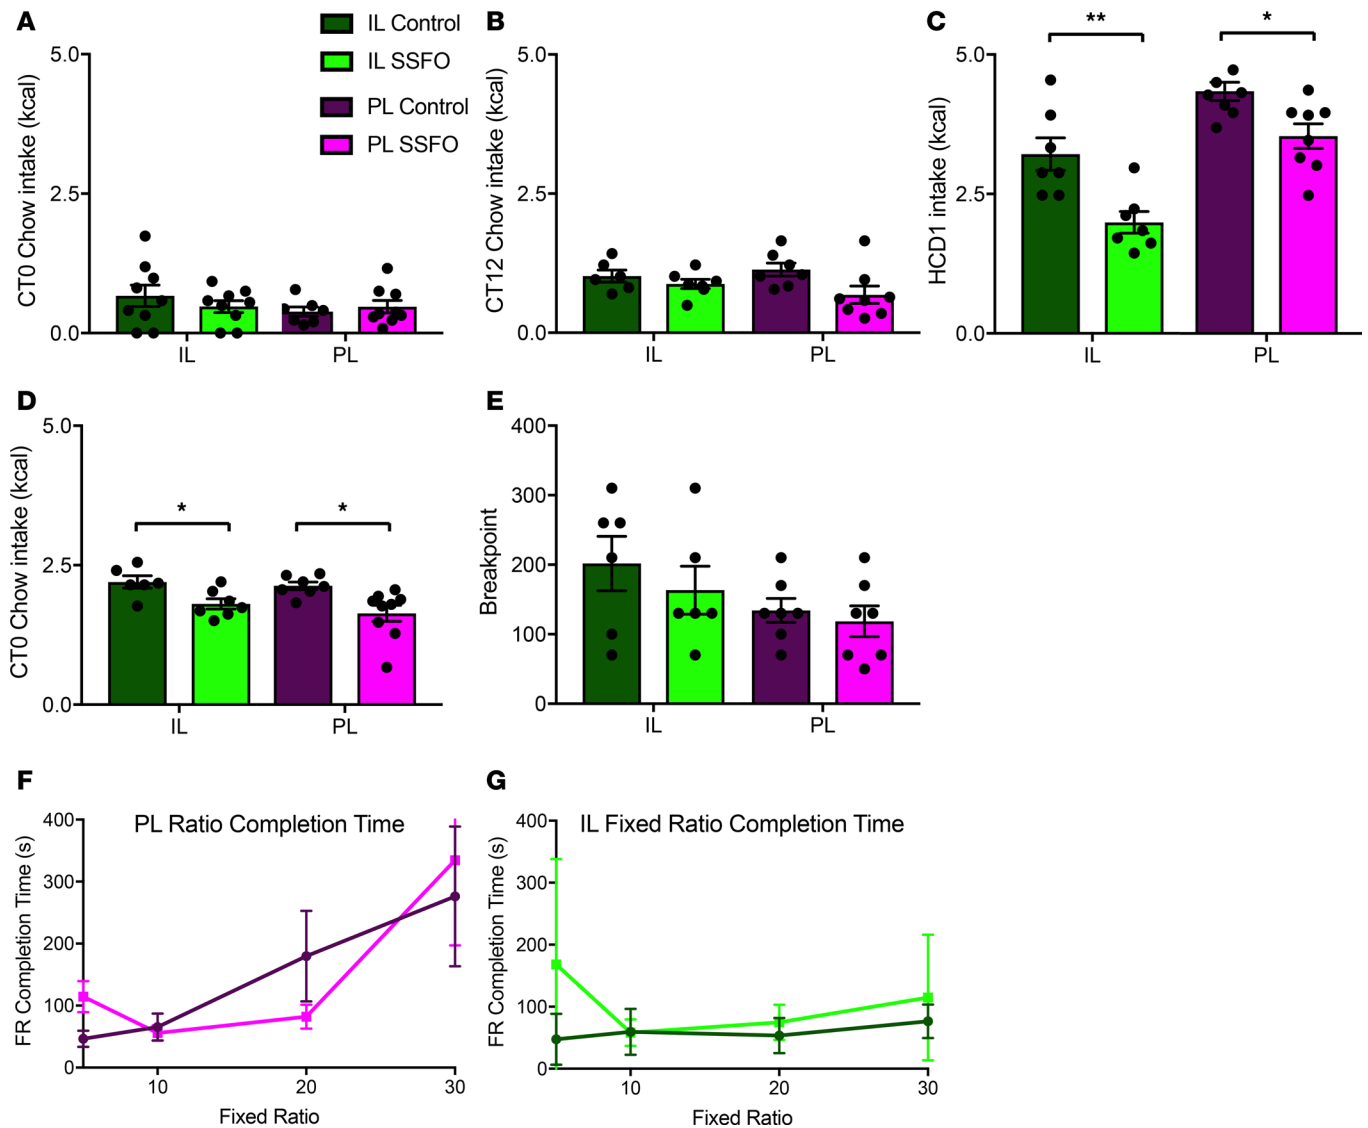 A
IL Control
IL SSFO
PL Control
PL SSFO
CT0 Chow intake (kcal)
5.0
2.5
0.0
IL
PL
B
CT12 Chow intake (kcal)
5.0
2.5
0.0
IL
PL
C
HCD1 intake (kcal)
5.0
2.5
0.0
**
*
IL
PL
D
CT0 Chow intake (kcal)
5.0
2.5
0.0
*
*
IL
PL
E
Breakpoint
400
300
200
100
0
IL
PL
F
PL Ratio Completion Time
FR Completion Time (s)
400
300
200
100
0
10
20
30
Fixed Ratio
G
IL Fixed Ratio Completion Time
FR Completion Time (s)
400
300
200
100
0
10
20
30
Fixed Ratio